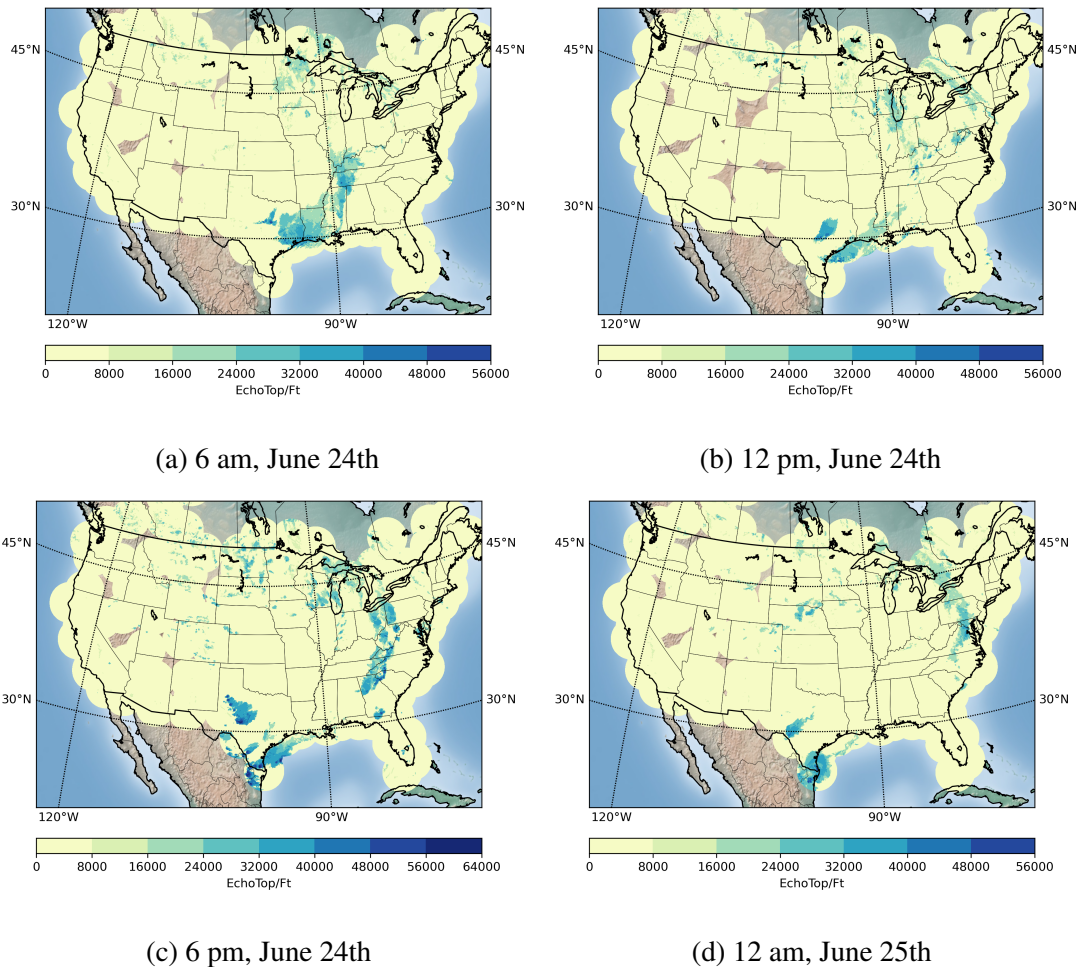 45°N 45°N 45°N 45°N
30°N 30°N 30°N 30°N
120°W 90°W 120°W 90°W
0 8000 16000 24000 32000 40000 48000 56000 0 8000 16000 24000 32000 40000 48000 56000
EchoTop/Ft EchoTop/Ft
(a) 6 am, June 24th (b) 12 pm, June 24th
45°N 45°N 45°N 45°N
30°N 30°N 30°N 30°N
120°W 90°W 120°W 90°W
0 8000 16000 24000 32000 40000 48000 56000 64000 0 8000 16000 24000 32000 40000 48000 56000
EchoTop/Ft EchoTop/Ft
(c) 6 pm, June 24th (d) 12 am, June 25th